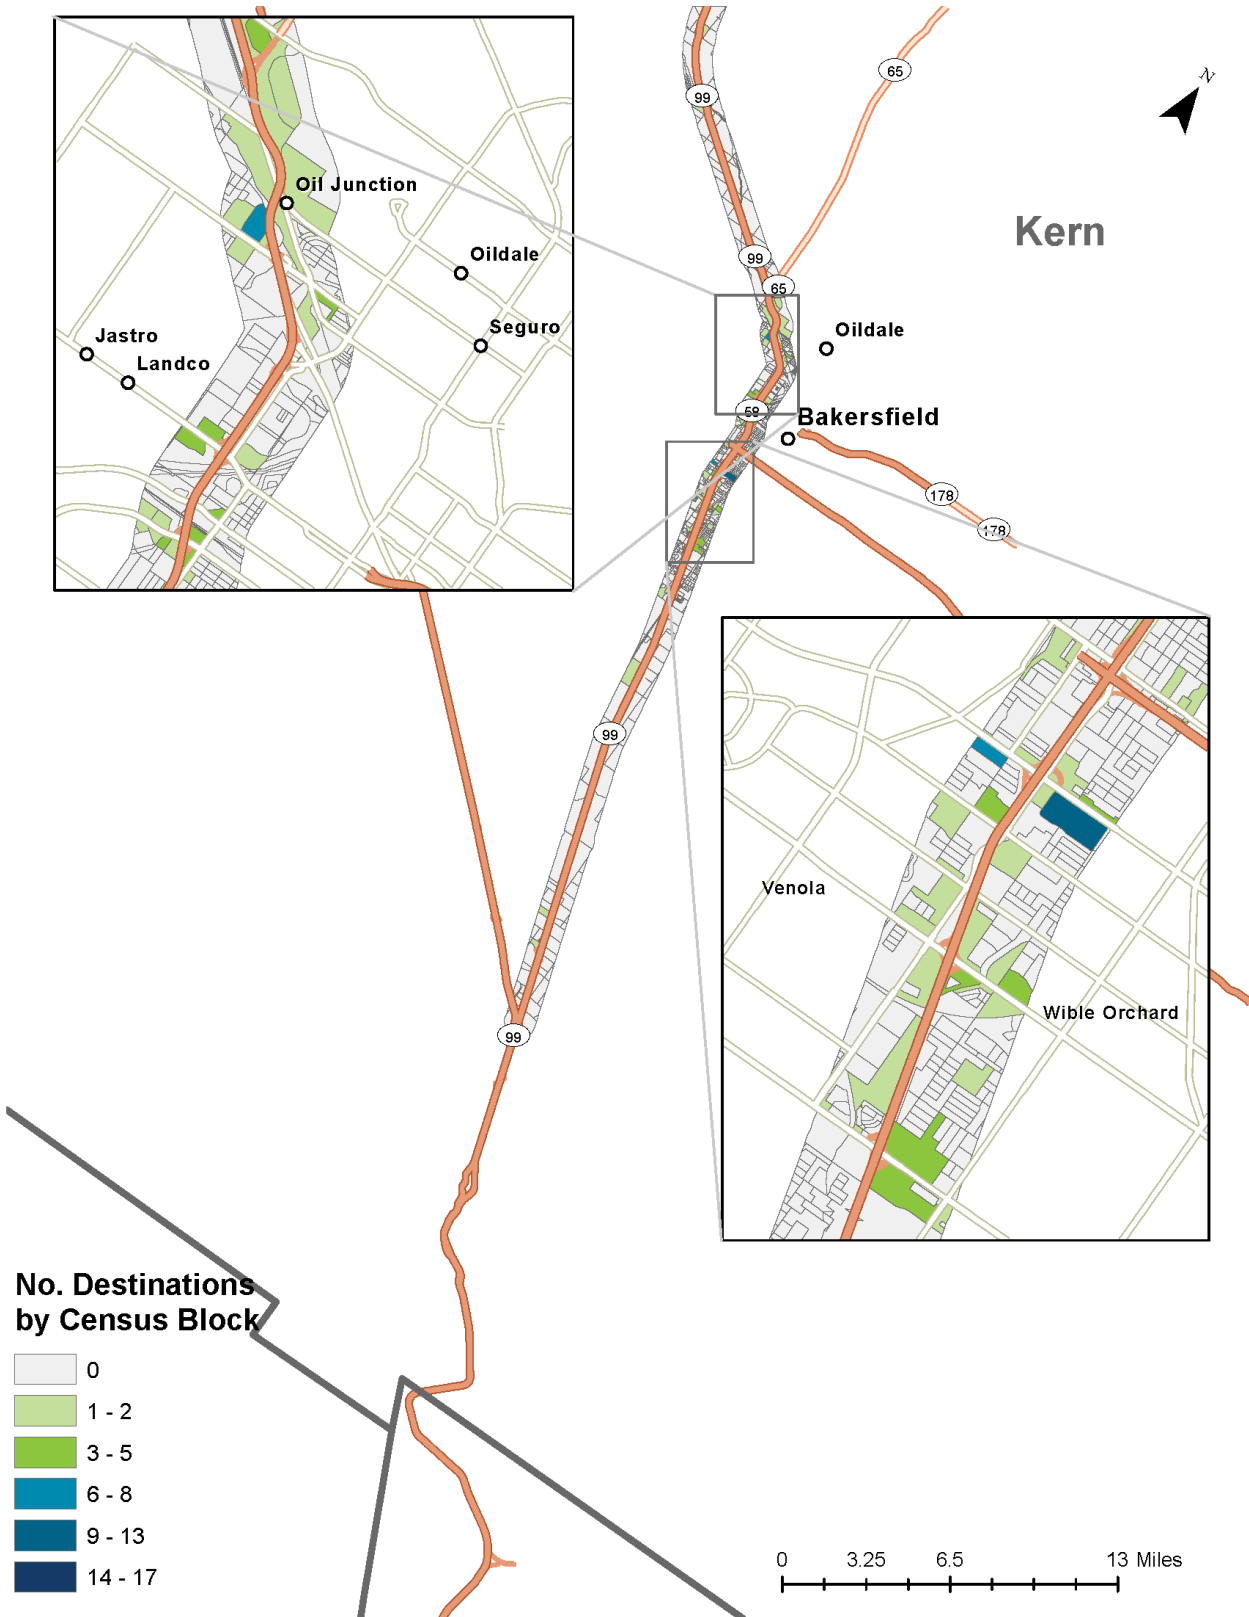 65
N
99
Oil Junction
Kern
99
Oildale
65
Seguro
Oildale
Jastro
Landco
58
Bakersfield
178
178
99
Venola
Wible Orchard
99
No. Destinations
by Census Block
0
1 - 2
3 - 5
6 - 8
9 - 13
14 - 17
0 3.25 6.5 13 Miles